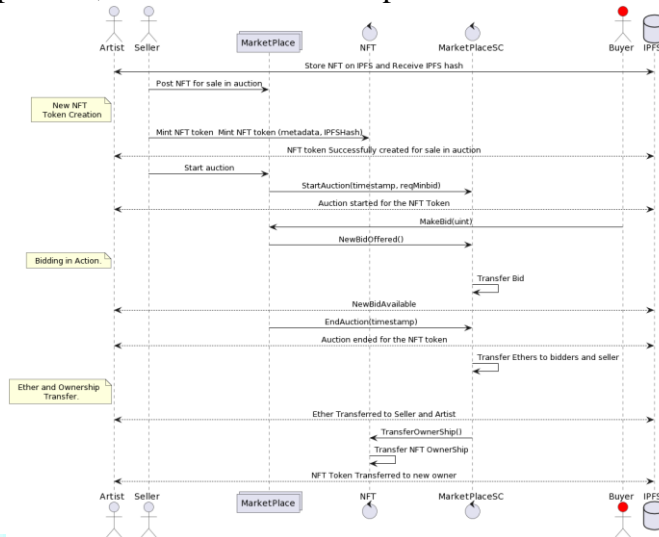 Artist Seller MarketPlace NFT MarketPlaceSC Buyer IPFS
Store NFT on IPFS and Receive IPFS hash
Post NFT for sale in auction
New NFT
Token Creation
Mint NFT token Mint NFT token (metadata, IPFSHash)
NFT token Successfully created for sale in auction
Start auction
StartAuction(timestamp, reqMinbid)
Auction started for the NFT Token
MakeBid(uint)
NewBidOffered()
Bidding in Action.
Transfer Bid
NewBidAvailable
EndAuction(timestamp)
Auction ended for the NFT token
Transfer Ethers to bidders and seller
Ether and Ownership
Transfer.
Ether Transferred to Seller and Artist
TransferOwnerShip()
Transfer NFT OwnerShip
NFT Token Transferred to new owner
Artist Seller MarketPlace NFT MarketPlaceSC Buyer IPFS